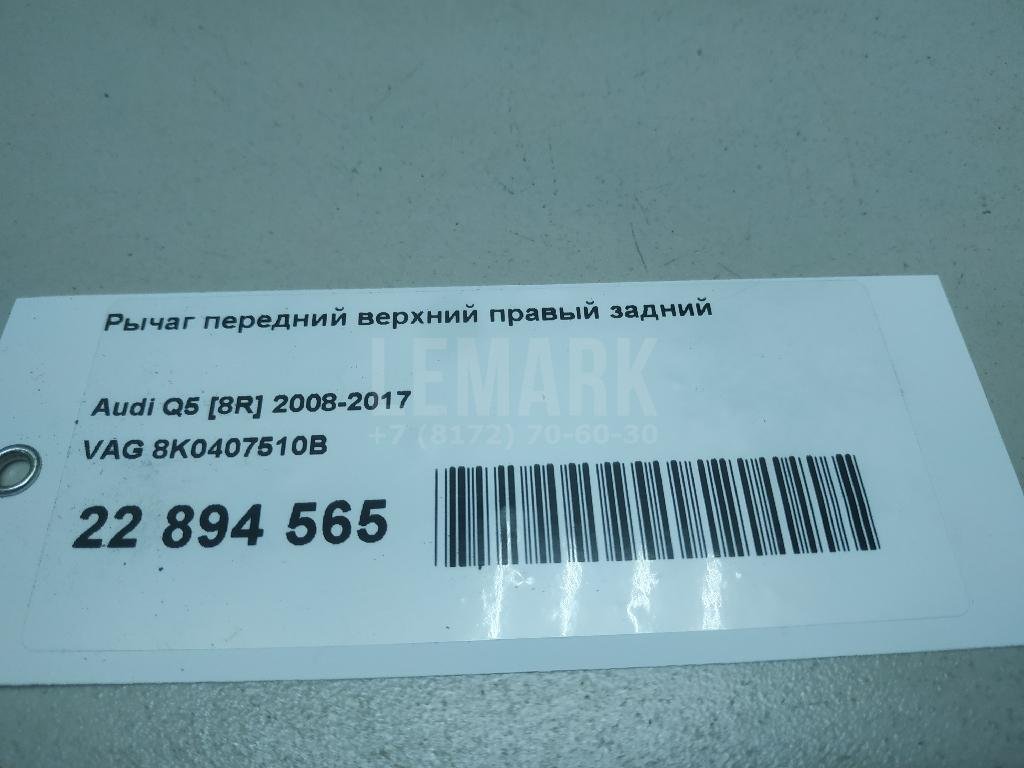 Рычаг передний верхний правый задний
LEMARK
Audi Q5 [8R] 2008-2017
+7 (8172) 70-60-30
VAG 8K0407510B
22 894 565